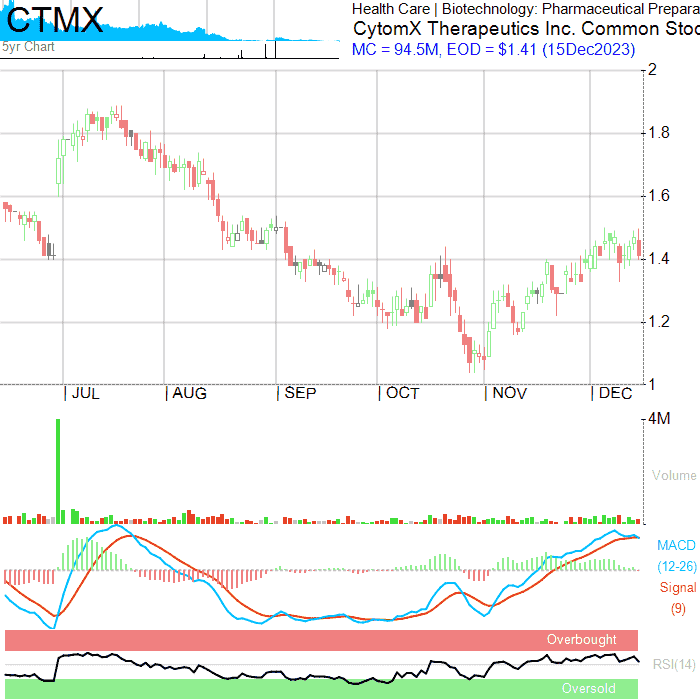 CTMX
5yr Chart
Health Care | Biotechnology: Pharmaceutical Prepara
CytomX Therapeutics Inc. Common Stoc
MC = 94.5M, EOD = $1.41 (15Dec2023)
2
1.8
1.6
1.4
1.2
1
| JUL | AUG | SEP | OCT | NOV | DEC
4M
Volume
MACD
(12-26)
Signal
(9)
Overbought
RSI(14)
Oversold